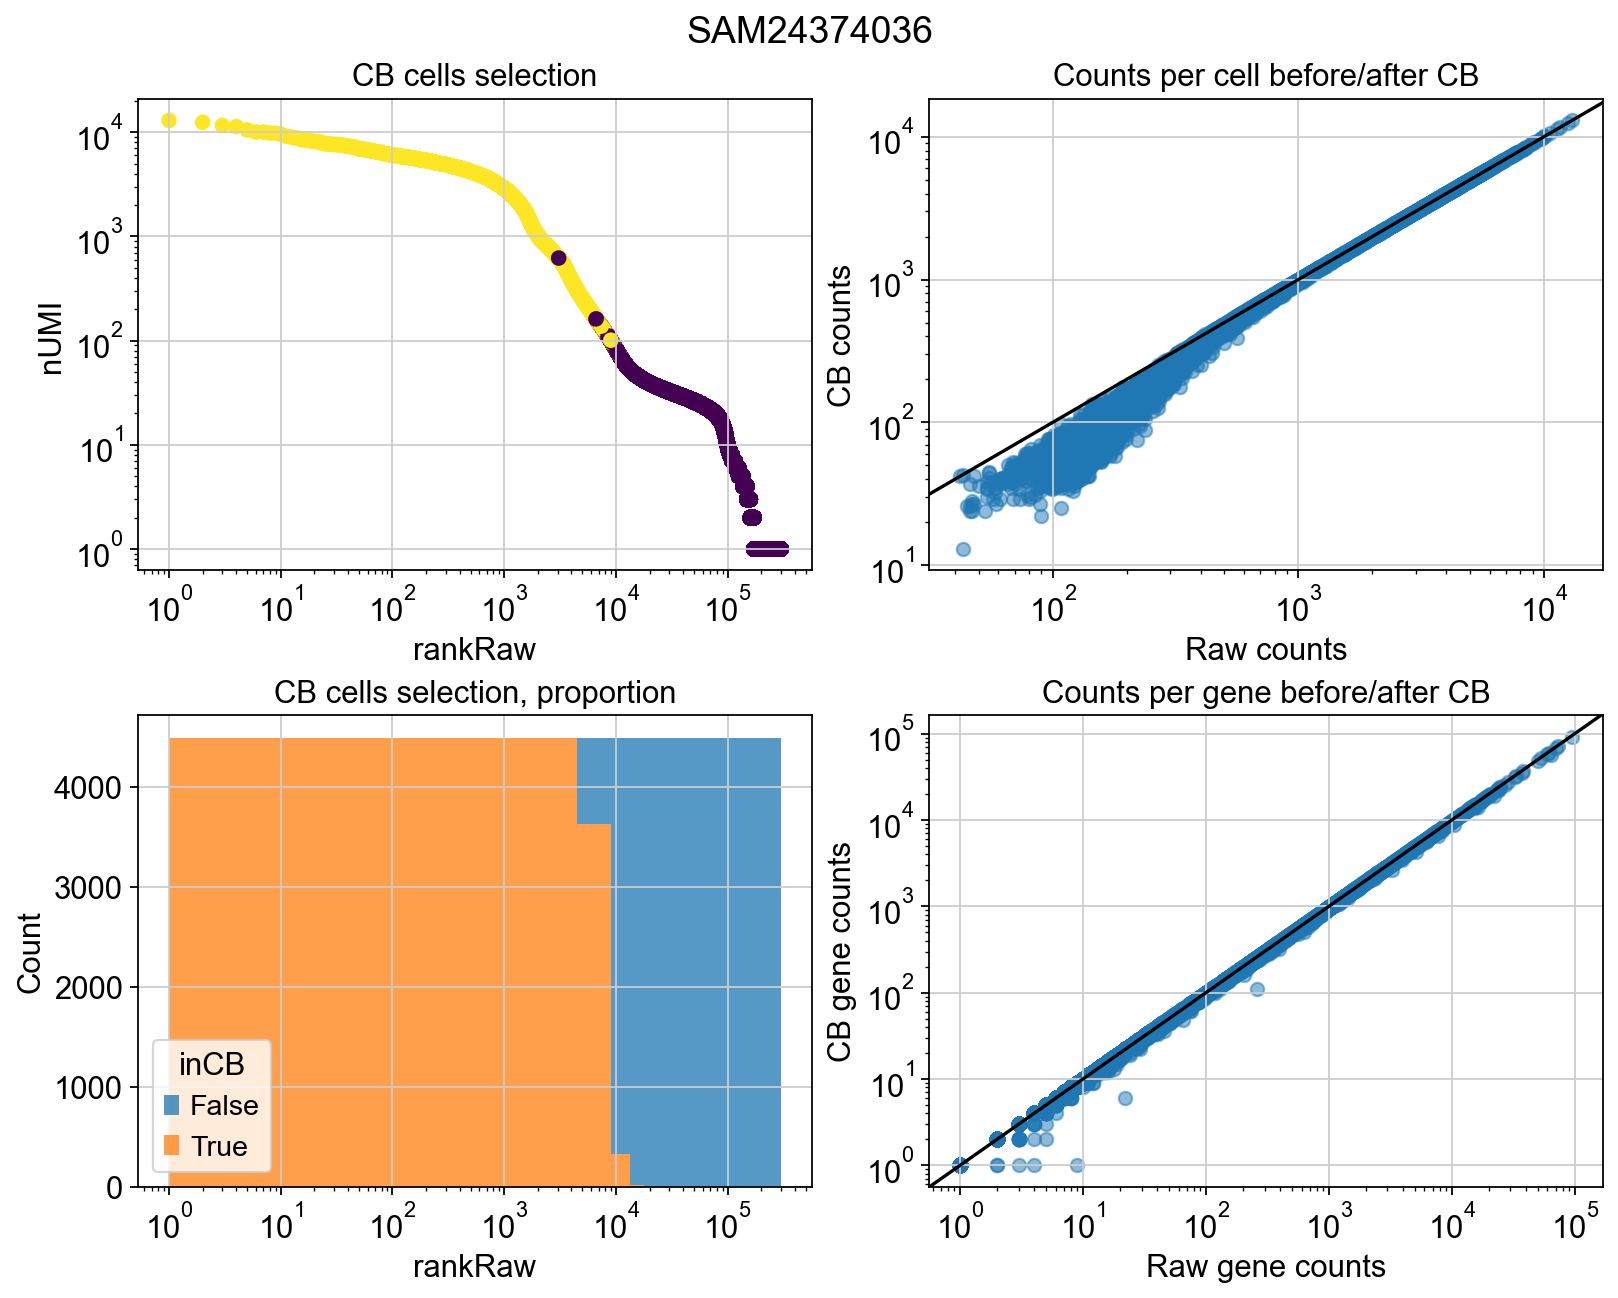 SAM24374036
CB cells selection
nUMI
10^4
10^3
10^2
10^1
10^0
10^0 10^1 10^2 10^3 10^4 10^5
rankRaw
Counts per cell before/after CB
CB counts
10^4
10^3
10^2
10^1
10^2 10^3 10^4
Raw counts
CB cells selection, proportion
Count
4000
3000
2000
1000
0
inCB
False
True
10^0 10^1 10^2 10^3 10^4 10^5
rankRaw
Counts per gene before/after CB
CB gene counts
10^5
10^4
10^3
10^2
10^1
10^0
10^0 10^1 10^2 10^3 10^4 10^5
Raw gene counts